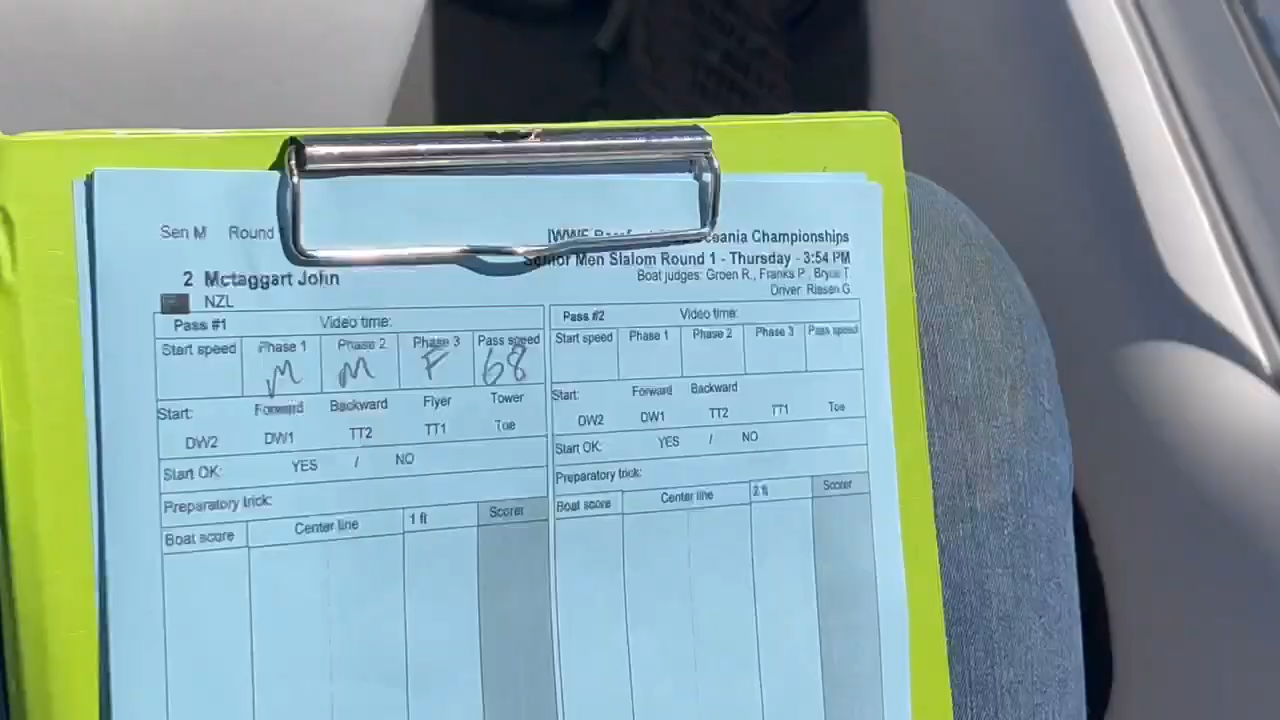 Sen M Round
IWWF Championships
Senior Men Slalom Round 1 - Thursday - 3:54 PM
2 Mctaggart John
Boat judges: Groen R., Franks P., Bryce T.
NZL
Driver: Riesen G
Pass #1 Video time:
Start speed Phase 1 Phase 2 Phase 3 Pass speed
M M F 68
Start: Forward Backward Flyer Tower
DW2 DW1 TT2 TT1 Toe
Start OK: YES / NO
Preparatory trick:
Boat score Center line 1 ft Scorer
Pass #2 Video time:
Start speed Phase 1 Phase 2 Phase 3 Pass speed
Start: Forward Backward
DW2 DW1 TT2 TT1 Toe
Start OK: YES / NO
Preparatory trick:
Boat score Center line 2 ft Scorer